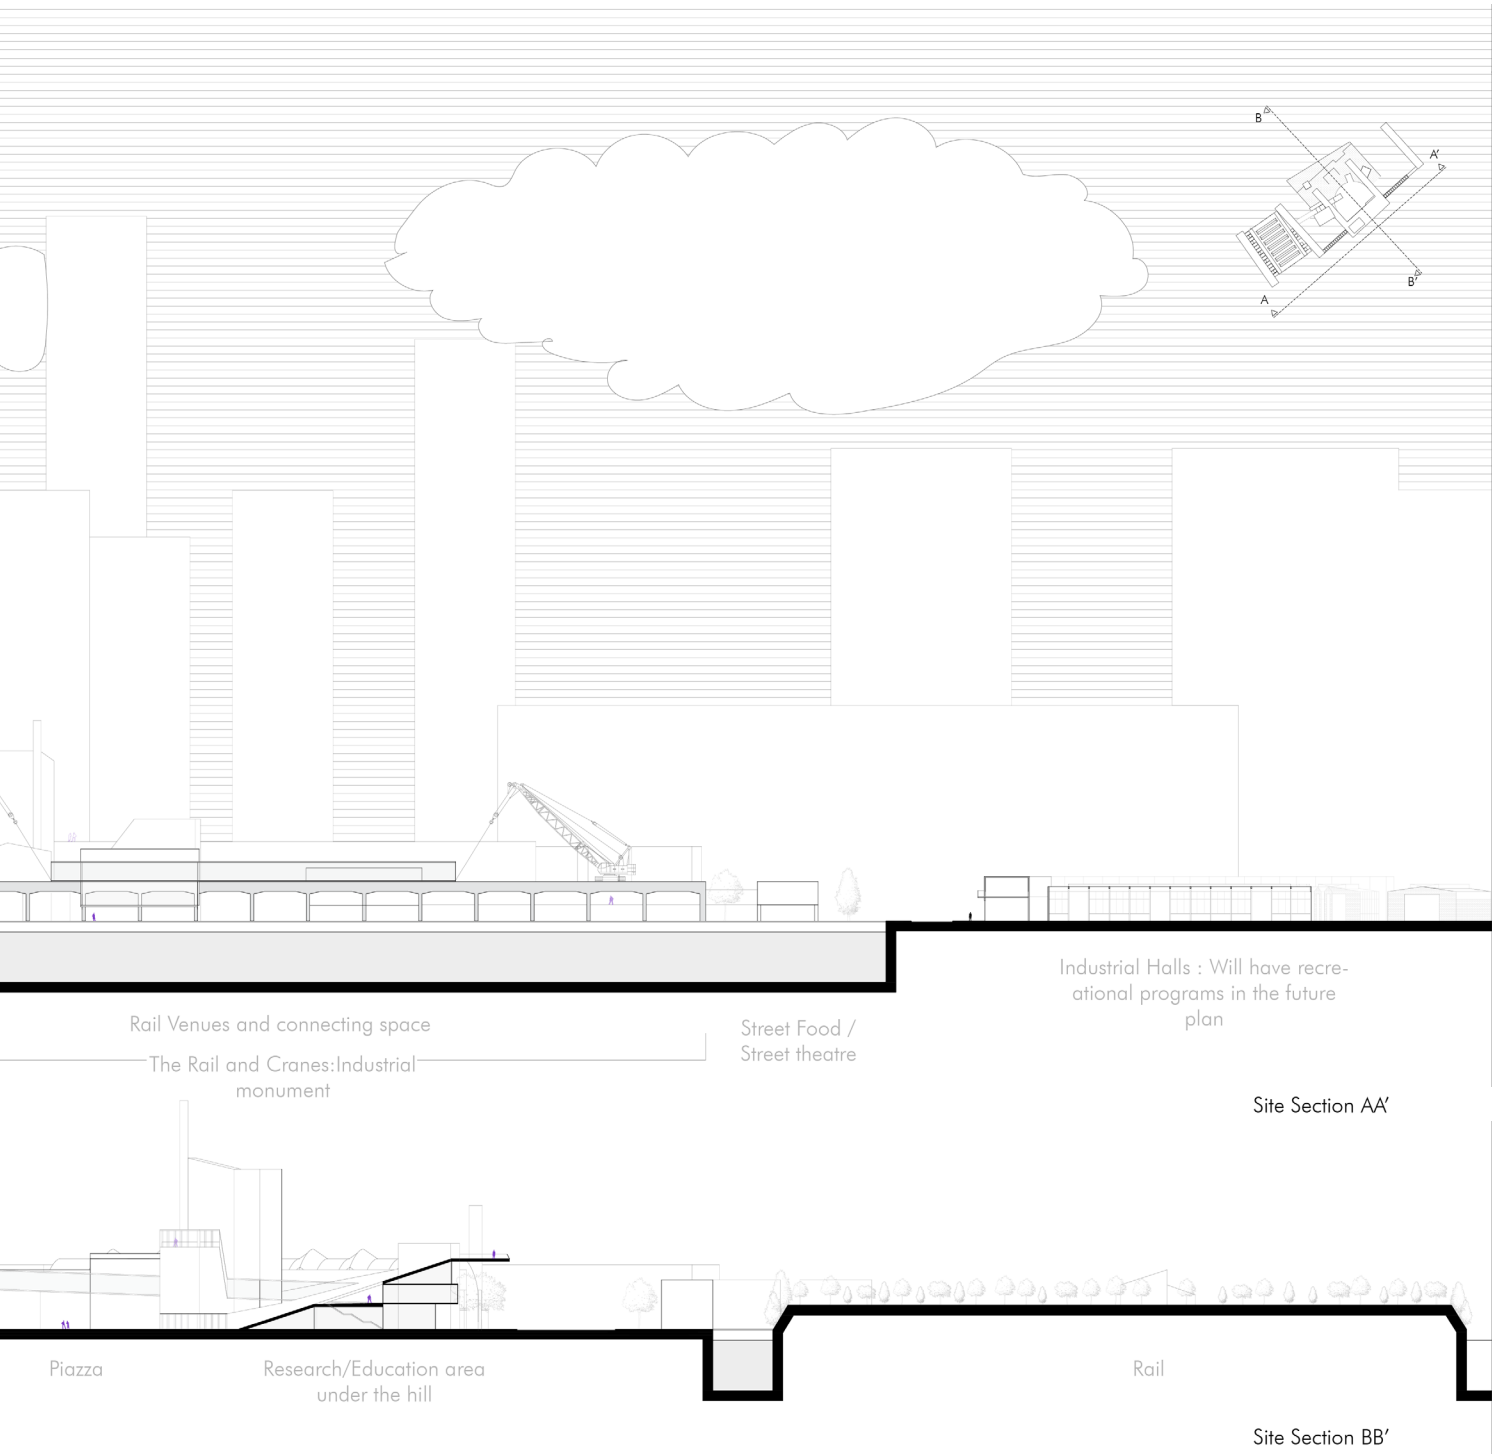 B
A'
B'
A
Industrial Halls : Will have recre-
ational programs in the future
plan
Rail Venues and connecting space
Street Food /
Street theatre
The Rail and Cranes:Industrial
monument
Site Section AA'
Piazza
Research/Education area
under the hill
Rail
Site Section BB'